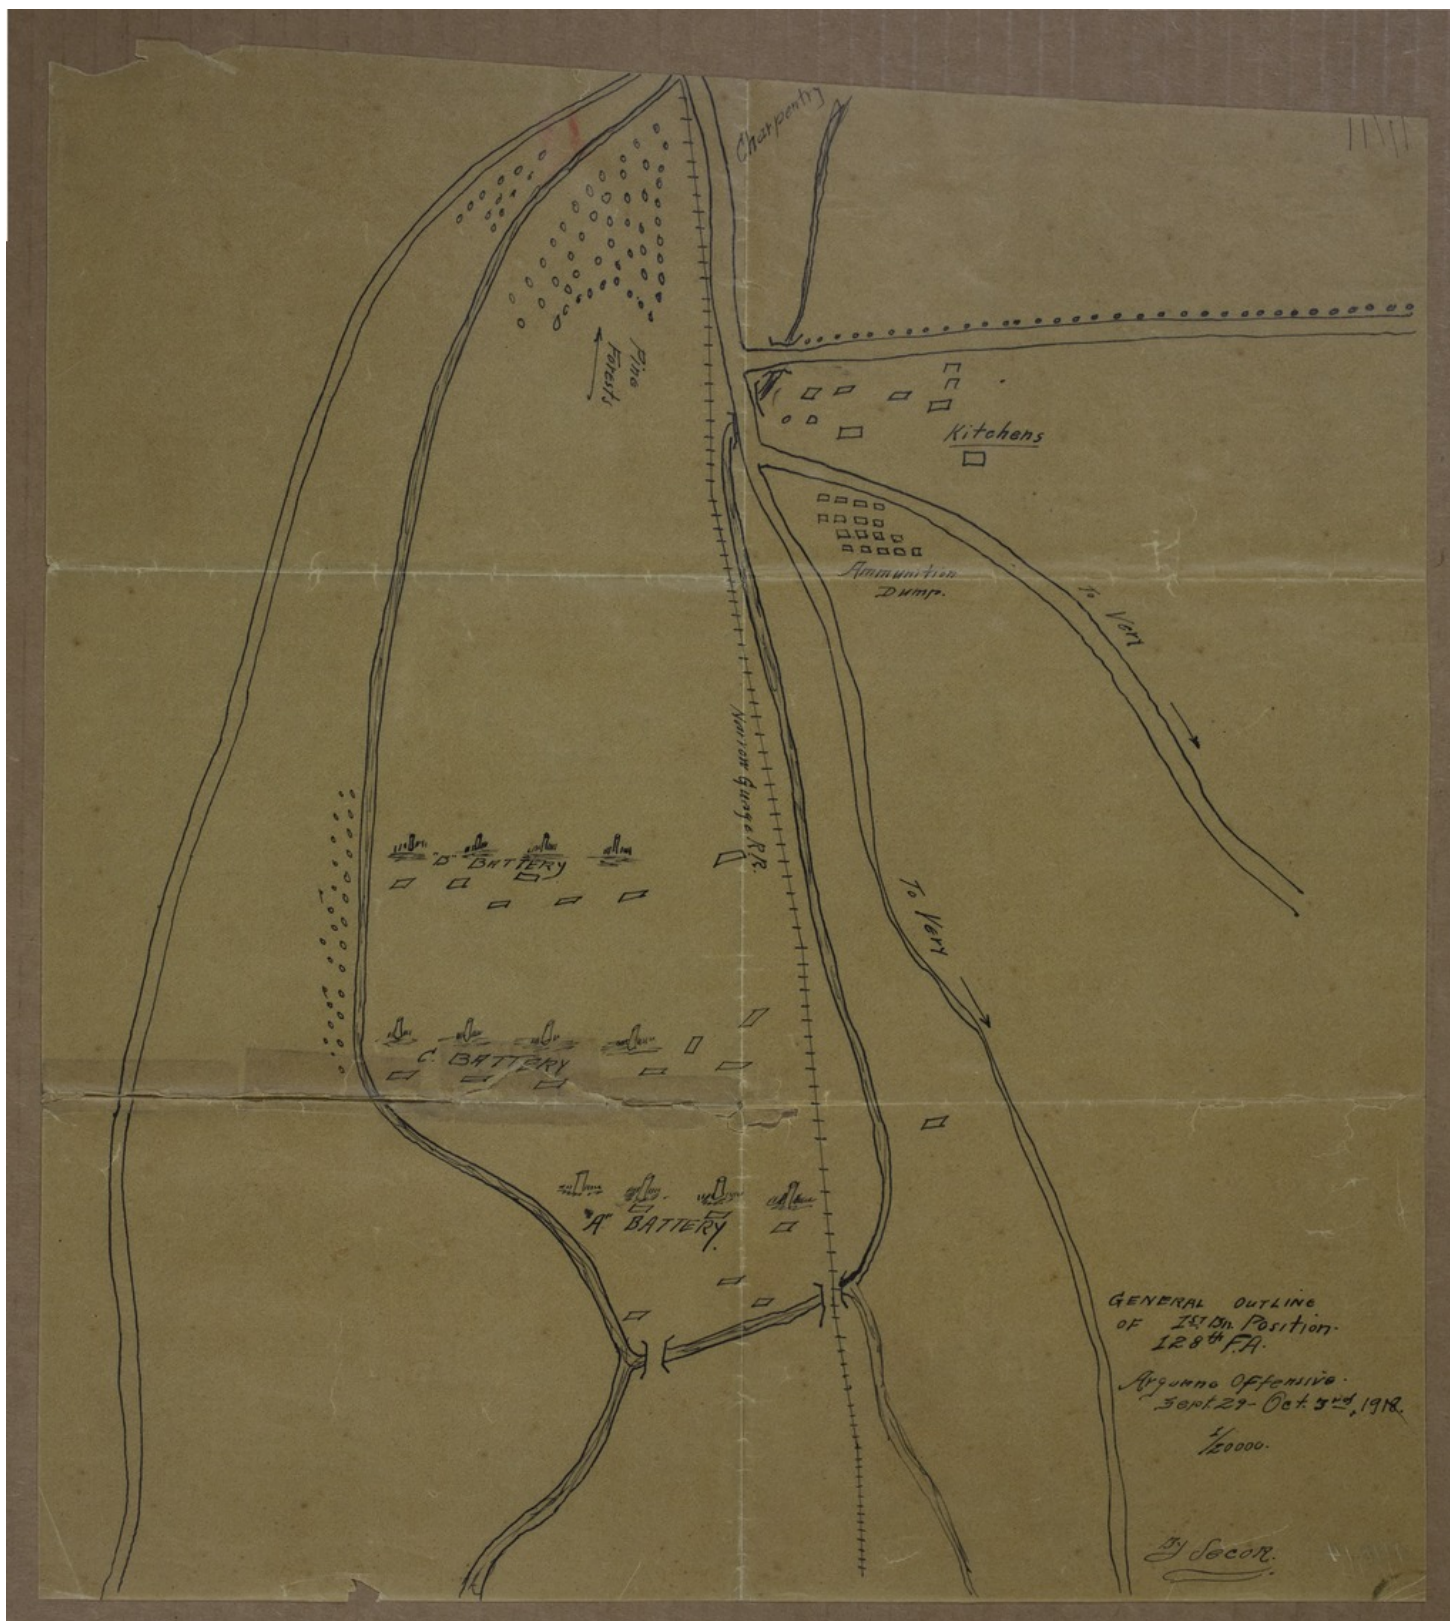 Charpentry
Pine
Forests
Kitchens
Ammunition
Dump.
To Very
Narrow Guage R.R.
"B" BATTERY
To Very
C. BATTERY
"A" BATTERY
GENERAL OUTLINE
OF 1st Bn. Position.
128th F.A.
Argonne Offensive.
Sept. 29 - Oct. 3rd, 1918.
1/20000.
By Secor.